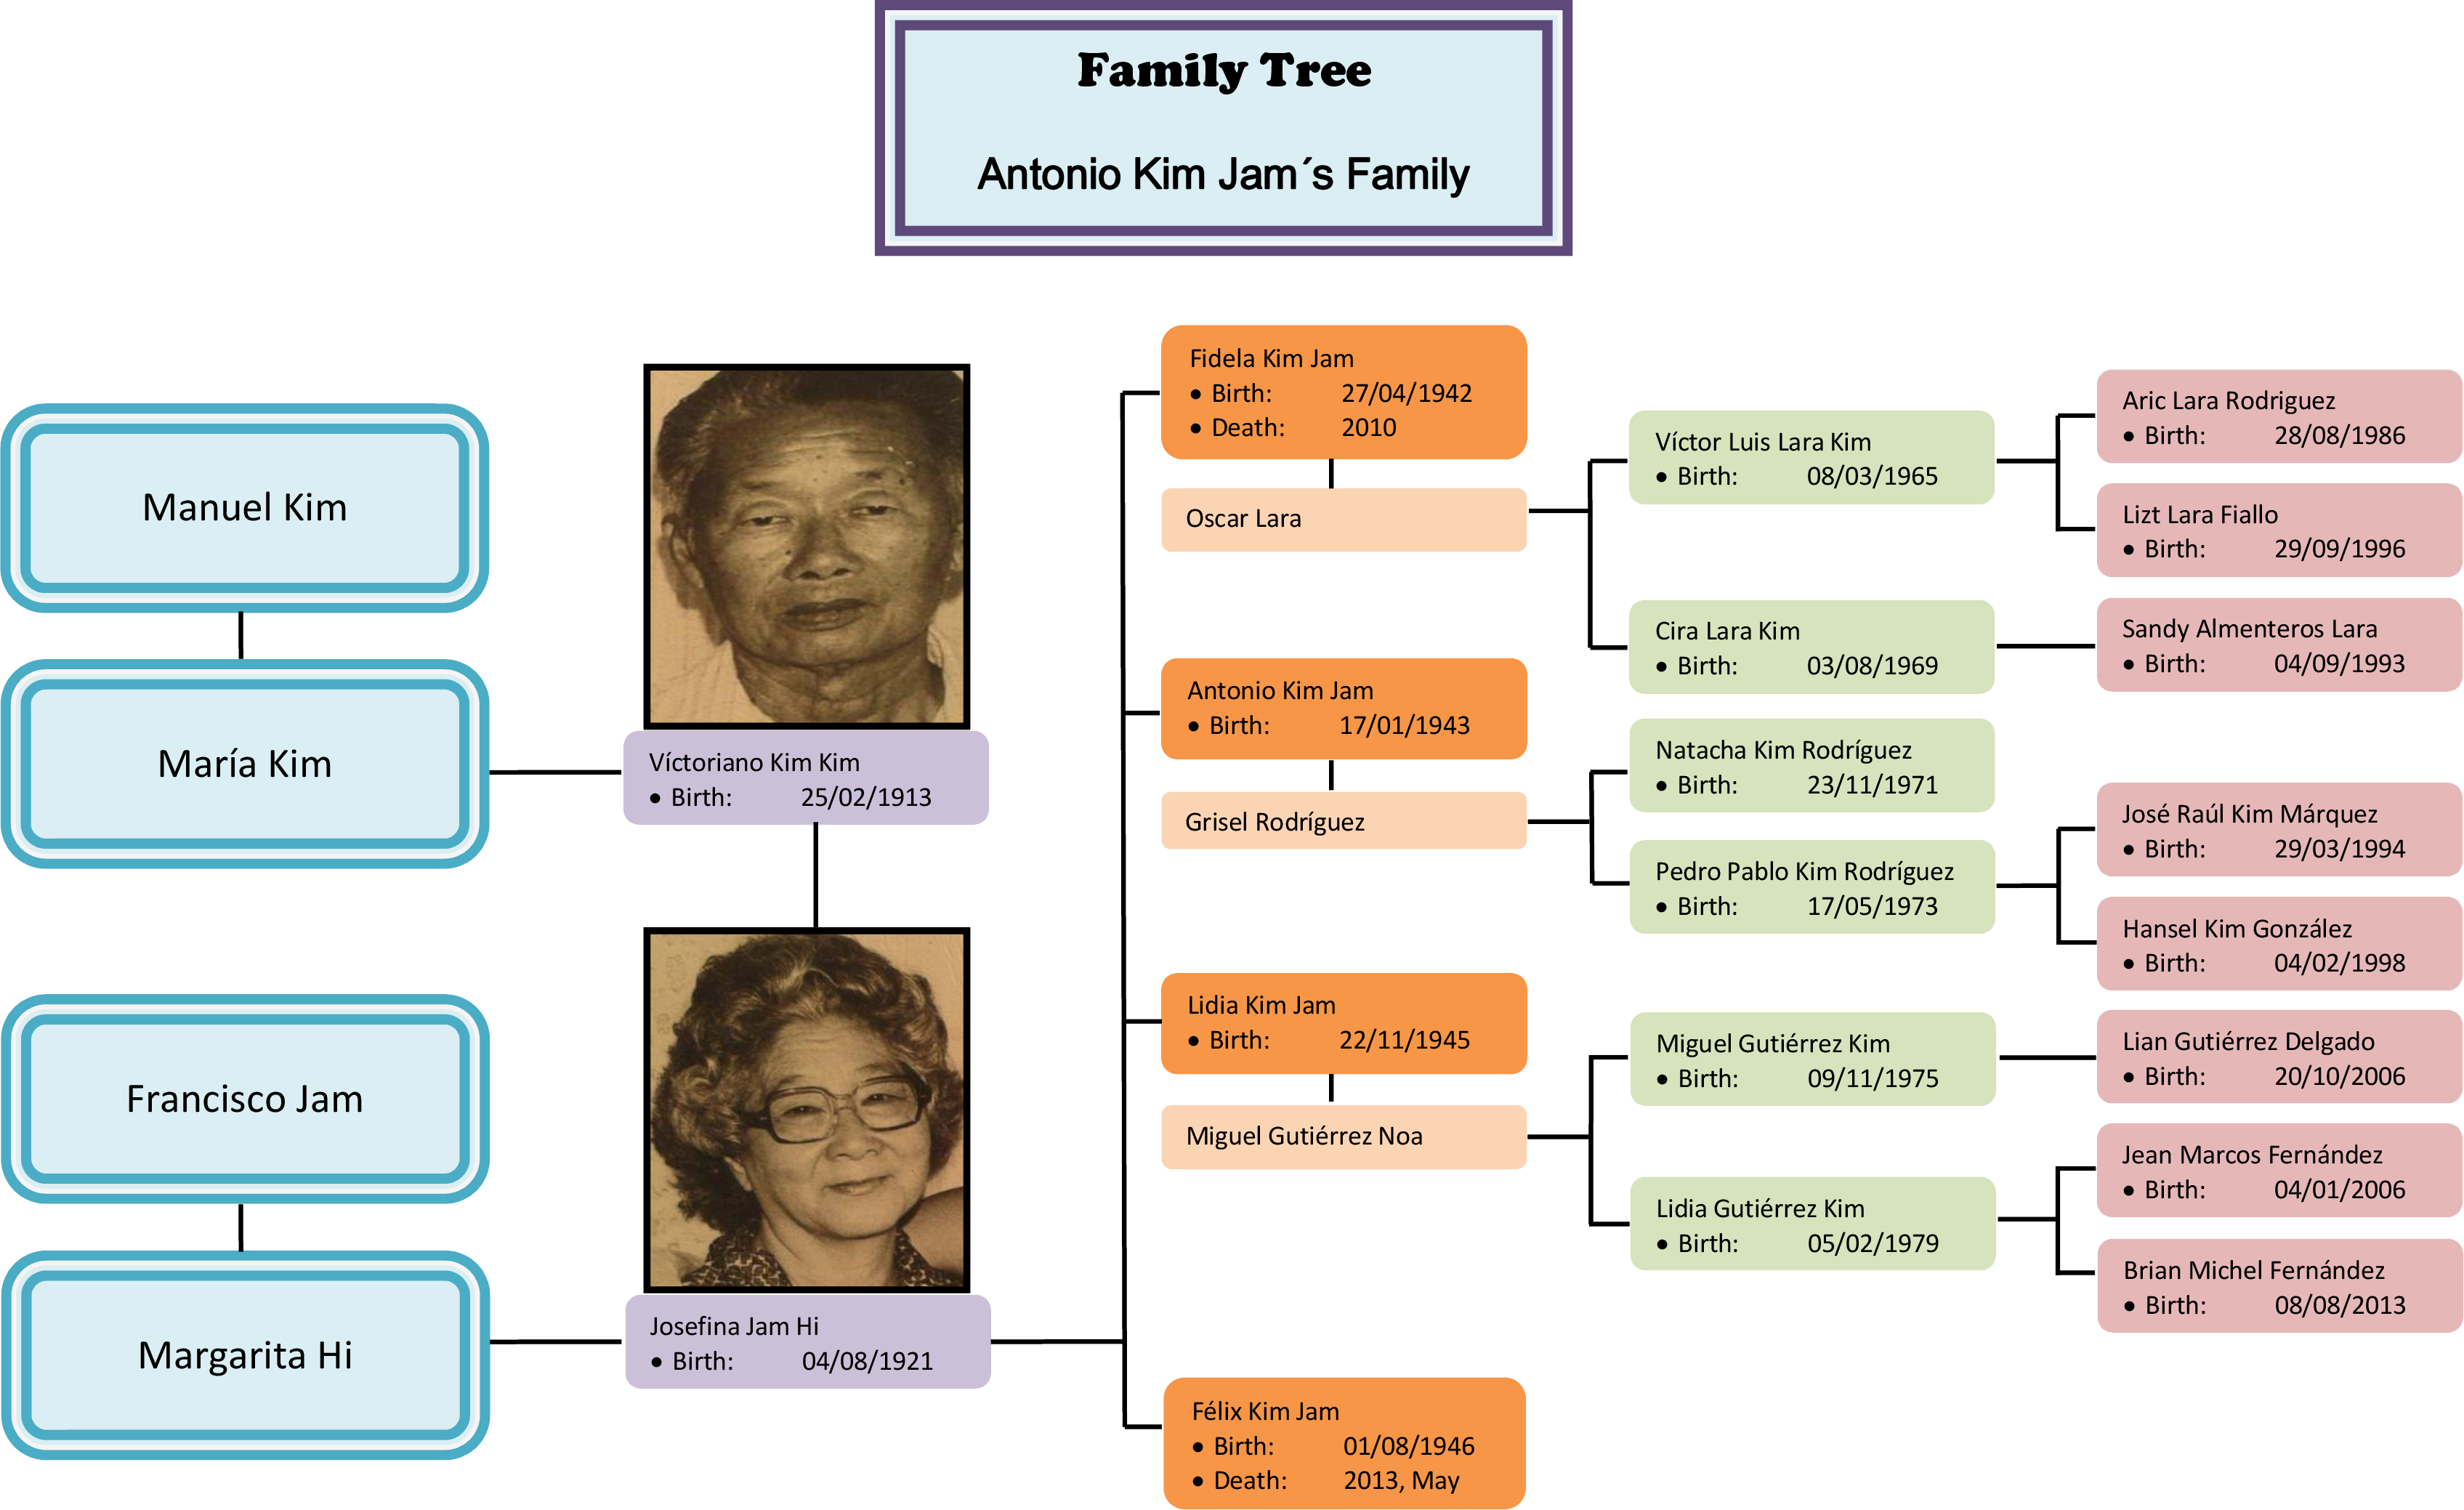 Family Tree
Antonio Kim Jam´s Family
Manuel Kim
María Kim
Francisco Jam
Margarita Hi
Víctoriano Kim Kim
• Birth: 25/02/1913
Josefina Jam Hi
• Birth: 04/08/1921
Fidela Kim Jam
• Birth: 27/04/1942
• Death: 2010
Oscar Lara
Antonio Kim Jam
• Birth: 17/01/1943
Grisel Rodríguez
Lidia Kim Jam
• Birth: 22/11/1945
Miguel Gutiérrez Noa
Félix Kim Jam
• Birth: 01/08/1946
• Death: 2013, May
Víctor Luis Lara Kim
• Birth: 08/03/1965
Cira Lara Kim
• Birth: 03/08/1969
Natacha Kim Rodríguez
• Birth: 23/11/1971
Pedro Pablo Kim Rodríguez
• Birth: 17/05/1973
Miguel Gutiérrez Kim
• Birth: 09/11/1975
Lidia Gutiérrez Kim
• Birth: 05/02/1979
Aric Lara Rodriguez
• Birth: 28/08/1986
Lizt Lara Fiallo
• Birth: 29/09/1996
Sandy Almenteros Lara
• Birth: 04/09/1993
José Raúl Kim Márquez
• Birth: 29/03/1994
Hansel Kim González
• Birth: 04/02/1998
Lian Gutiérrez Delgado
• Birth: 20/10/2006
Jean Marcos Fernández
• Birth: 04/01/2006
Brian Michel Fernández
• Birth: 08/08/2013